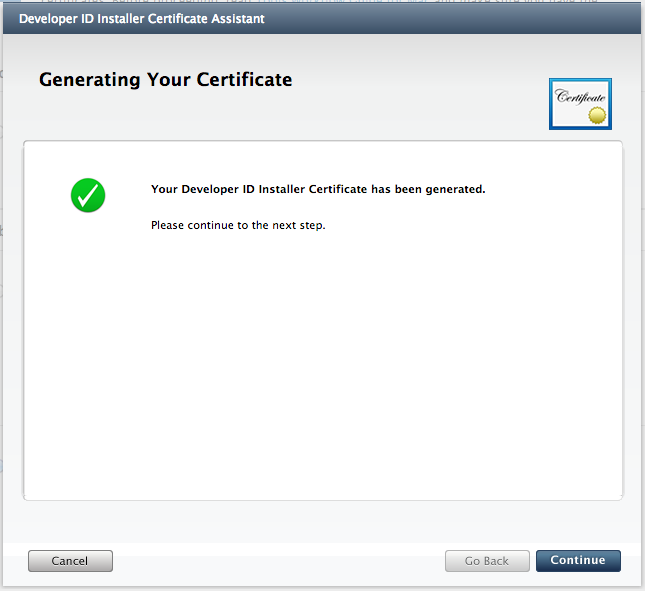 Developer ID Installer Certificate Assistant
Generating Your Certificate
Certificate
Your Developer ID Installer Certificate has been generated.
Please continue to the next step.
Cancel
Go Back
Continue